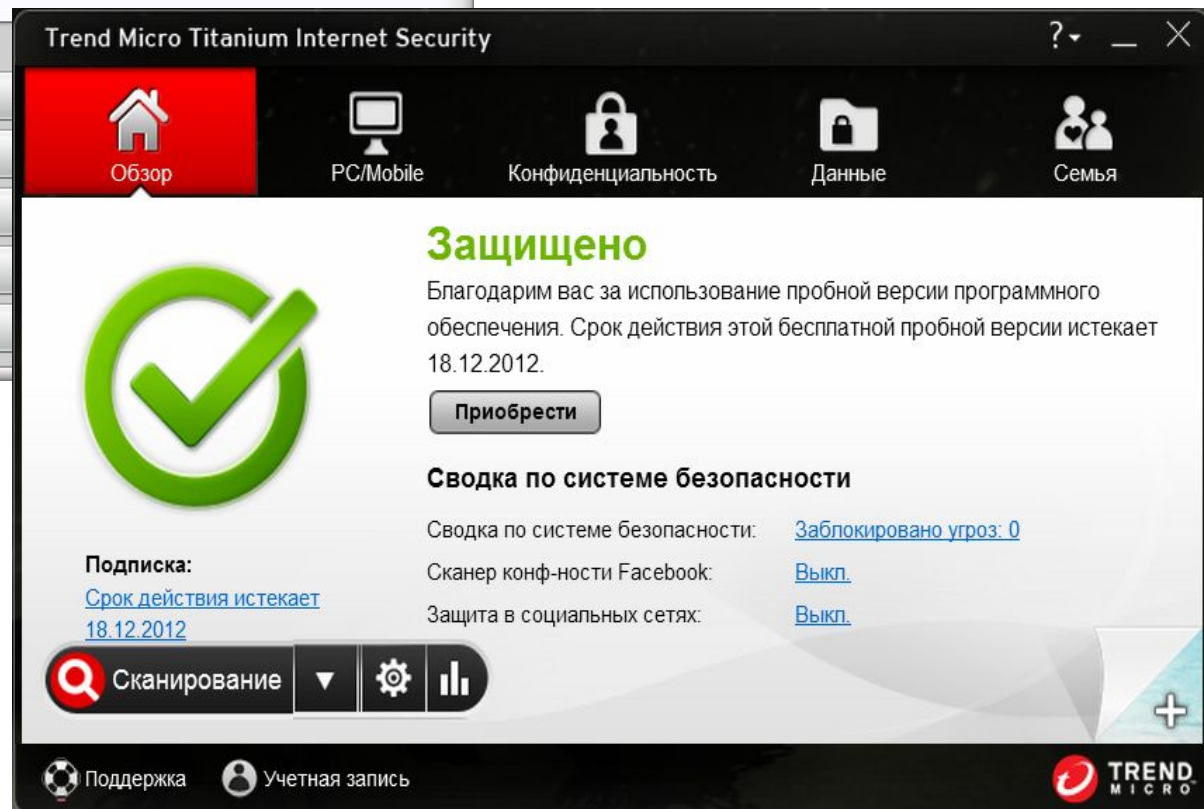 Trend Micro Titanium Internet Security
?
Обзор
PC/Mobile
Конфиденциальность
Данные
Семья
Защищено
Благодарим вас за использование пробной версии программного
обеспечения. Срок действия этой бесплатной пробной версии истекает
18.12.2012.
Приобрести
Сводка по системе безопасности
Сводка по системе безопасности: Заблокировано угроз: 0
Сканер конф-ности Facebook: Выкл.
Защита в социальных сетях: Выкл.
Подписка:
Срок действия истекает
18.12.2012
Сканирование
Поддержка
Учетная запись
TREND
MICRO